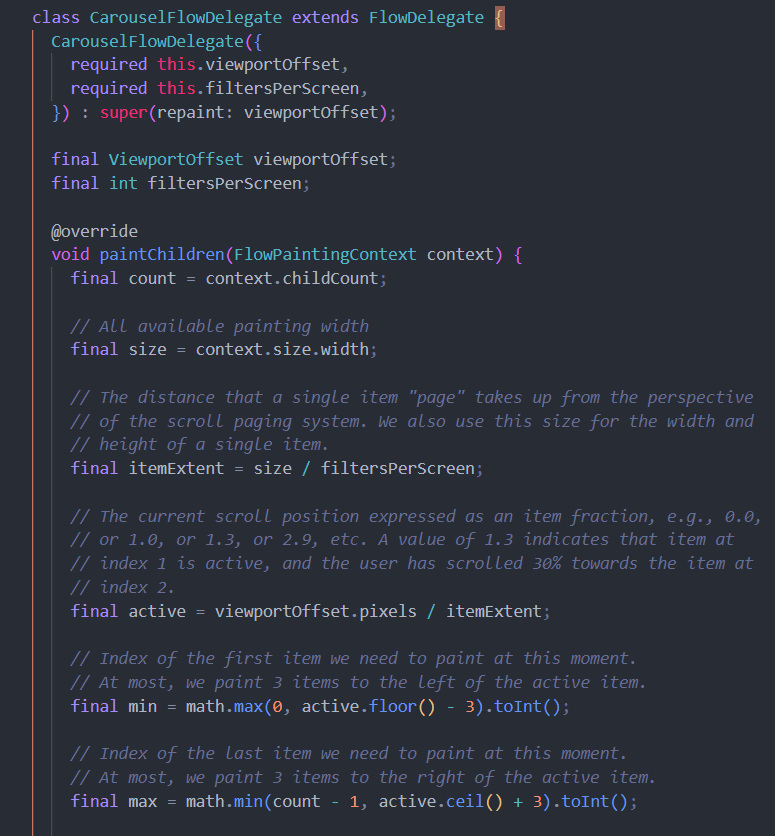 class CarouselFlowDelegate extends FlowDelegate {
  CarouselFlowDelegate({
    required this.viewportOffset,
    required this.filtersPerScreen,
  }) : super(repaint: viewportOffset);

  final ViewportOffset viewportOffset;
  final int filtersPerScreen;

  @override
  void paintChildren(FlowPaintingContext context) {
    final count = context.childCount;

    // All available painting width
    final size = context.size.width;

    // The distance that a single item "page" takes up from the perspective
    // of the scroll paging system. We also use this size for the width and
    // height of a single item.
    final itemExtent = size / filtersPerScreen;

    // The current scroll position expressed as an item fraction, e.g., 0.0,
    // or 1.0, or 1.3, or 2.9, etc. A value of 1.3 indicates that item at
    // index 1 is active, and the user has scrolled 30% towards the item at
    // index 2.
    final active = viewportOffset.pixels / itemExtent;

    // Index of the first item we need to paint at this moment.
    // At most, we paint 3 items to the left of the active item.
    final min = math.max(0, active.floor() - 3).toInt();

    // Index of the last item we need to paint at this moment.
    // At most, we paint 3 items to the right of the active item.
    final max = math.min(count - 1, active.ceil() + 3).toInt();